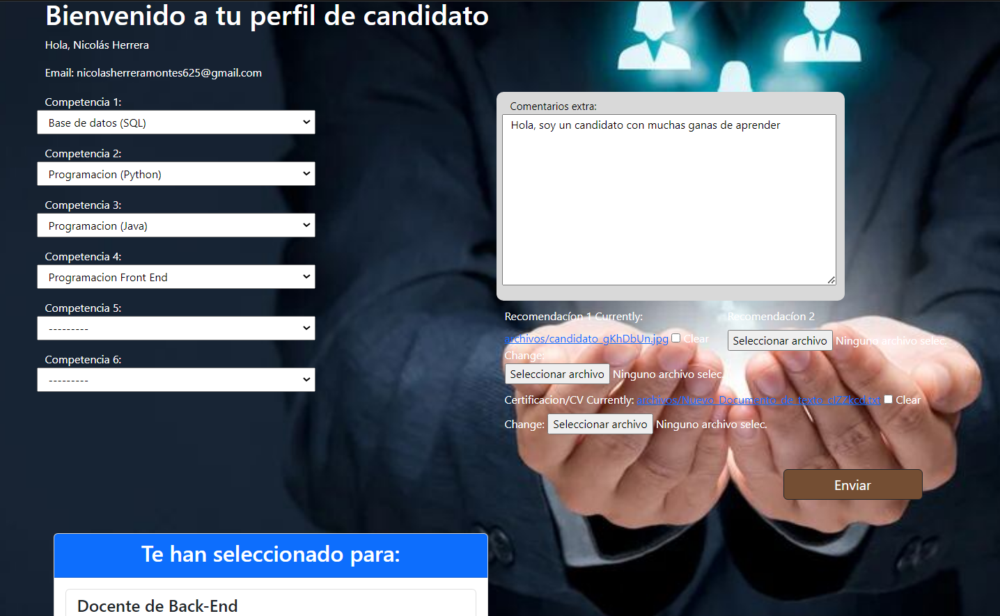 Bienvenido a tu perfil de candidato
Hola, Nicolás Herrera
Email: nicolasherreramontes625@gmail.com
Competencia 1:
Base de datos (SQL)
Competencia 2:
Programacion (Python)
Competencia 3:
Programacion (Java)
Competencia 4:
Programacion Front End
Competencia 5:
---------
Competencia 6:
---------
Comentarios extra:
Hola, soy un candidato con muchas ganas de aprender
Recomendacíon 1 Currently:
archivos/candidato_gKhDbUn.jpg Clear
Change:
Seleccionar archivo Ninguno archivo selec.
Recomendacíon 2
Seleccionar archivo Ninguno archivo selec.
Certificacion/CV Currently: archivos/Nuevo_Documento_de_texto Clear
Change: Seleccionar archivo Ninguno archivo selec.
Enviar
Te han seleccionado para:
Docente de Back-End